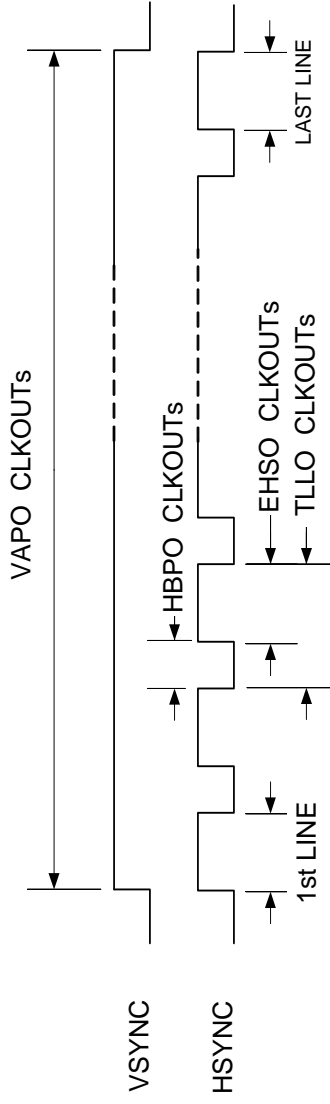 VAPO CLKOUTs
VSYNC
HBPO CLKOUTs
HSYNC
1st LINE
EHSO CLKOUTs
TLLO CLKOUTs
LAST LINE